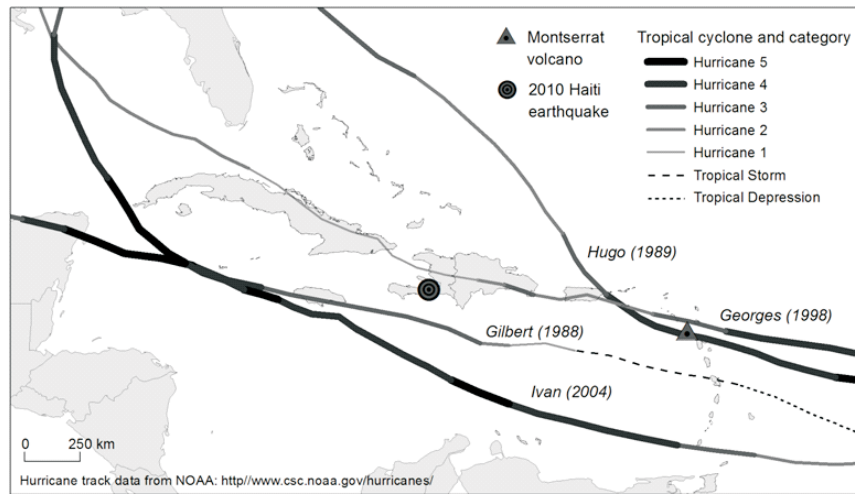 Montserrat
volcano
2010 Haiti
earthquake
Tropical cyclone and category
Hurricane 5
Hurricane 4
Hurricane 3
Hurricane 2
Hurricane 1
Tropical Storm
Tropical Depression
Hugo (1989)
Georges (1998)
Gilbert (1988)
Ivan (2004)
0 250 km
Hurricane track data from NOAA: http//www.csc.noaa.gov/hurricanes/